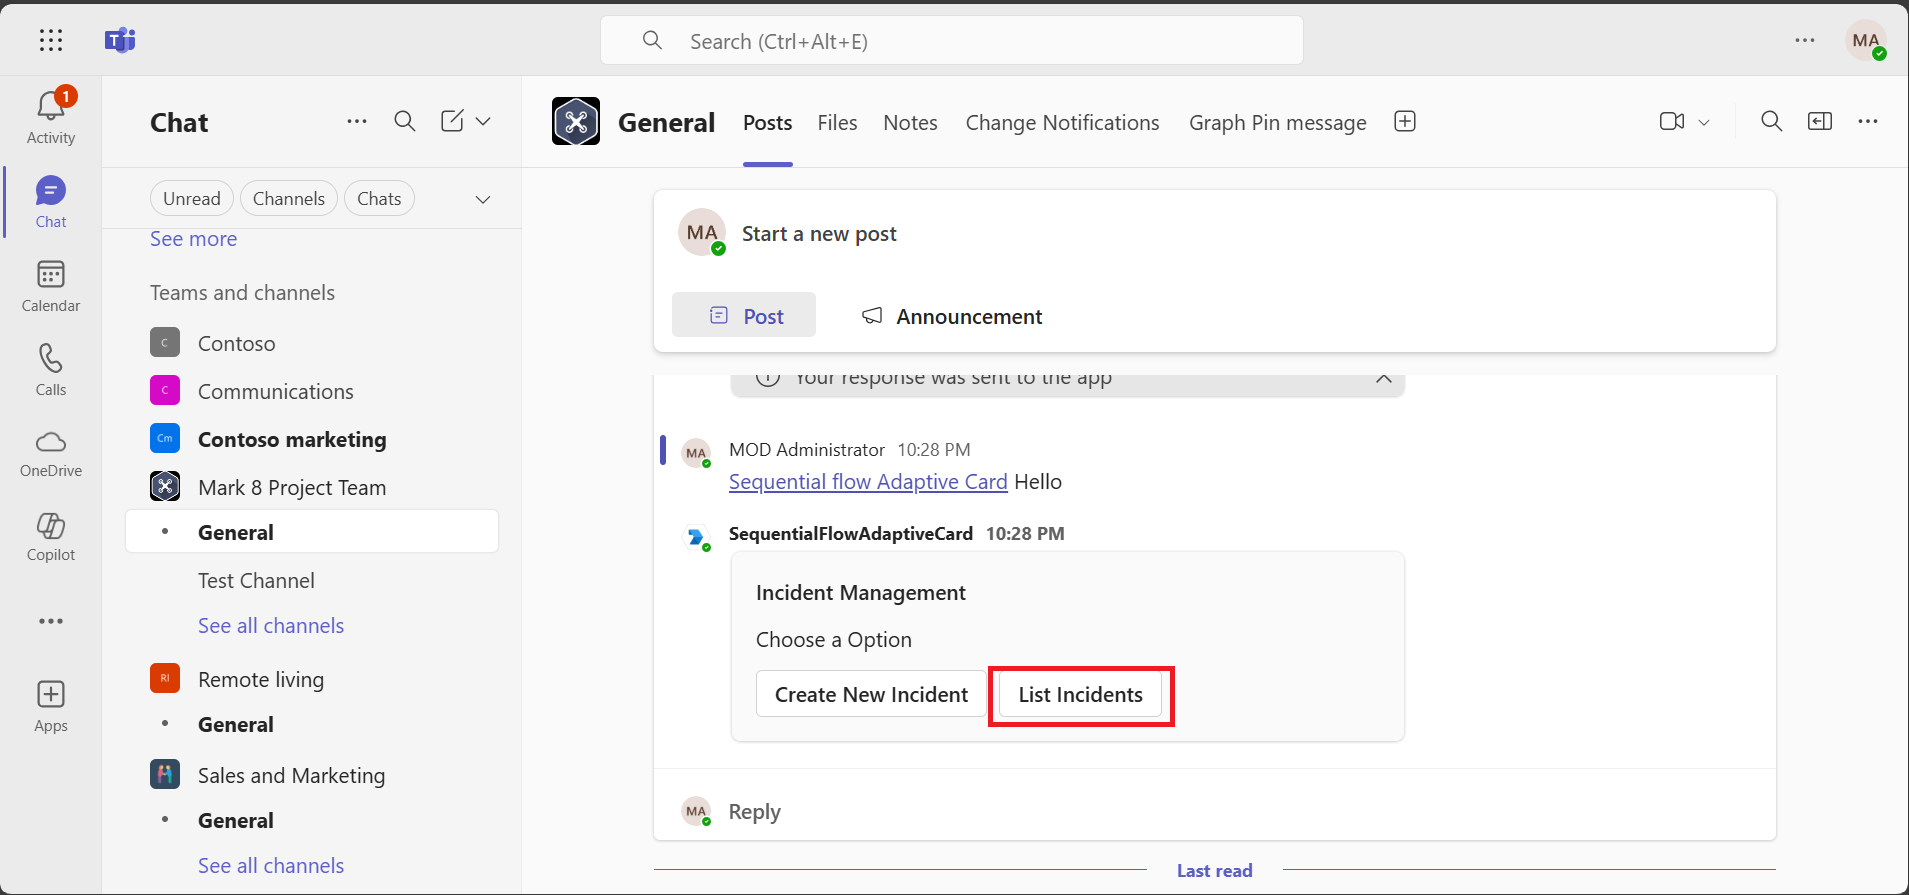 Search (Ctrl+Alt+E)
MA
1
Activity
Chat
Calendar
Calls
OneDrive
Copilot
Apps
Chat
Unread
Channels
Chats
See more
Teams and channels
C
Contoso
C
Communications
Cm
Contoso marketing
Mark 8 Project Team
General
Test Channel
See all channels
RI
Remote living
General
Sales and Marketing
General
See all channels
General
Posts
Files
Notes
Change Notifications
Graph Pin message
MA
Start a new post
Post
Announcement
Your response was sent to the app
MA
MOD Administrator 10:28 PM
Sequential flow Adaptive Card Hello
SequentialFlowAdaptiveCard 10:28 PM
Incident Management
Choose a Option
Create New Incident
List Incidents
MA
Reply
Last read